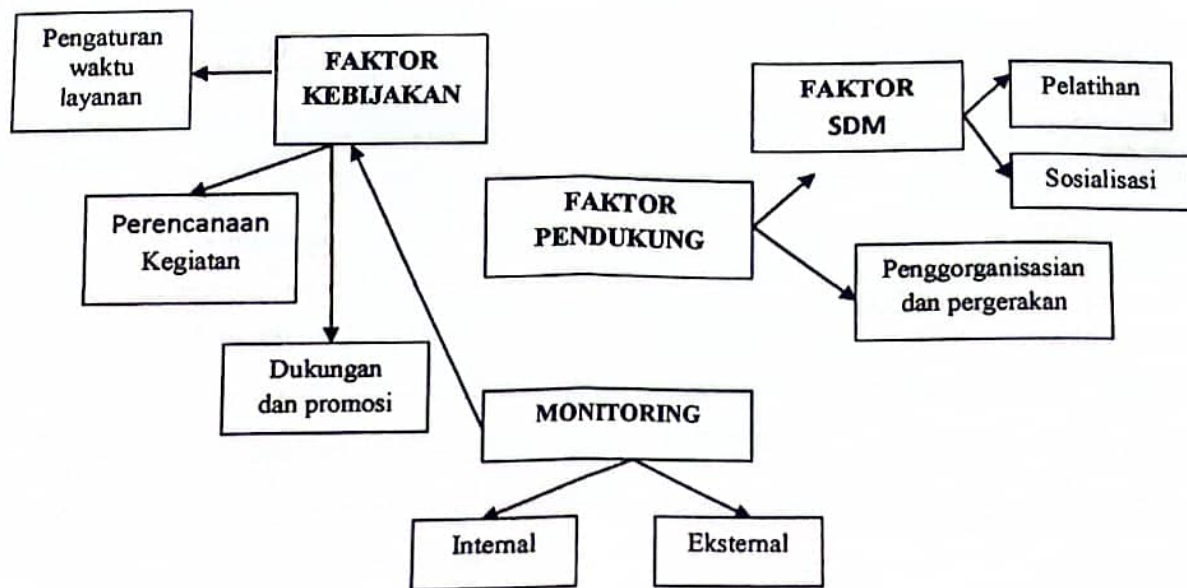 Pengaturan
waktu
layanan
FAKTOR
KEBIJAKAN
FAKTOR
SDM
Pelatihan
Sosialisasi
Perencanaan
Kegiatan
FAKTOR
PENDUKUNG
Penggorganisasian
dan pergerakan
Dukungan
dan promosi
MONITORING
Internal
Eksternal